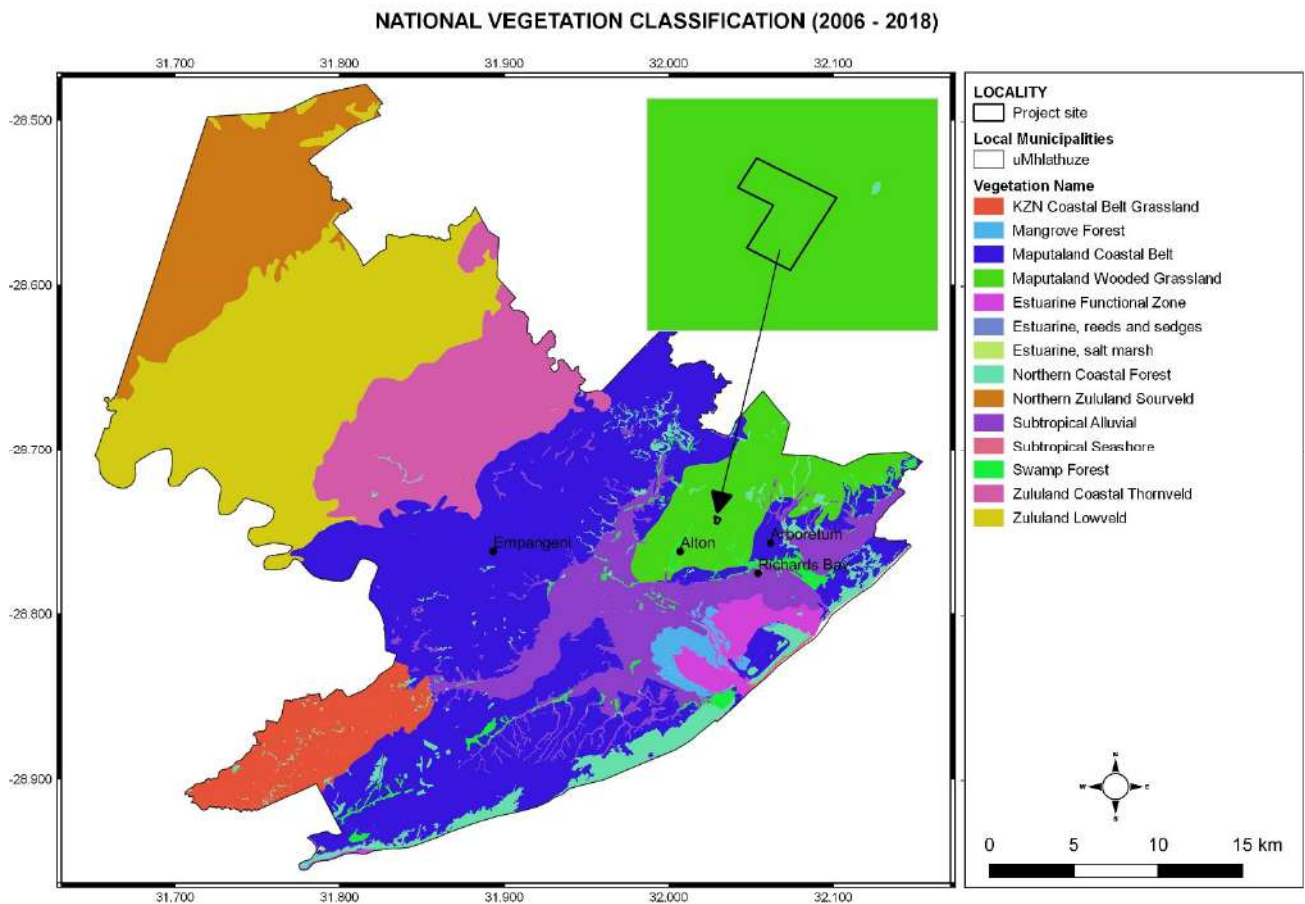 NATIONAL VEGETATION CLASSIFICATION (2006 - 2018)
31.700 31.800 31.900 32.000 32.100
-28.500
-28.600
-28.700
-28.800
-28.900
Empangeni
Alton
Arboretum
Richards Bay
31.700 31.800 31.900 32.000 32.100
LOCALITY
Project site
Local Municipalities
uMhlathuze
Vegetation Name
KZN Coastal Belt Grassland
Mangrove Forest
Maputaland Coastal Belt
Maputaland Wooded Grassland
Estuarine Functional Zone
Estuarine, reeds and sedges
Estuarine, salt marsh
Northern Coastal Forest
Northern Zululand Sourveld
Subtropical Alluvial
Subtropical Seashore
Swamp Forest
Zululand Coastal Thornveld
Zululand Lowveld
N
W E
S
0 5 10 15 km